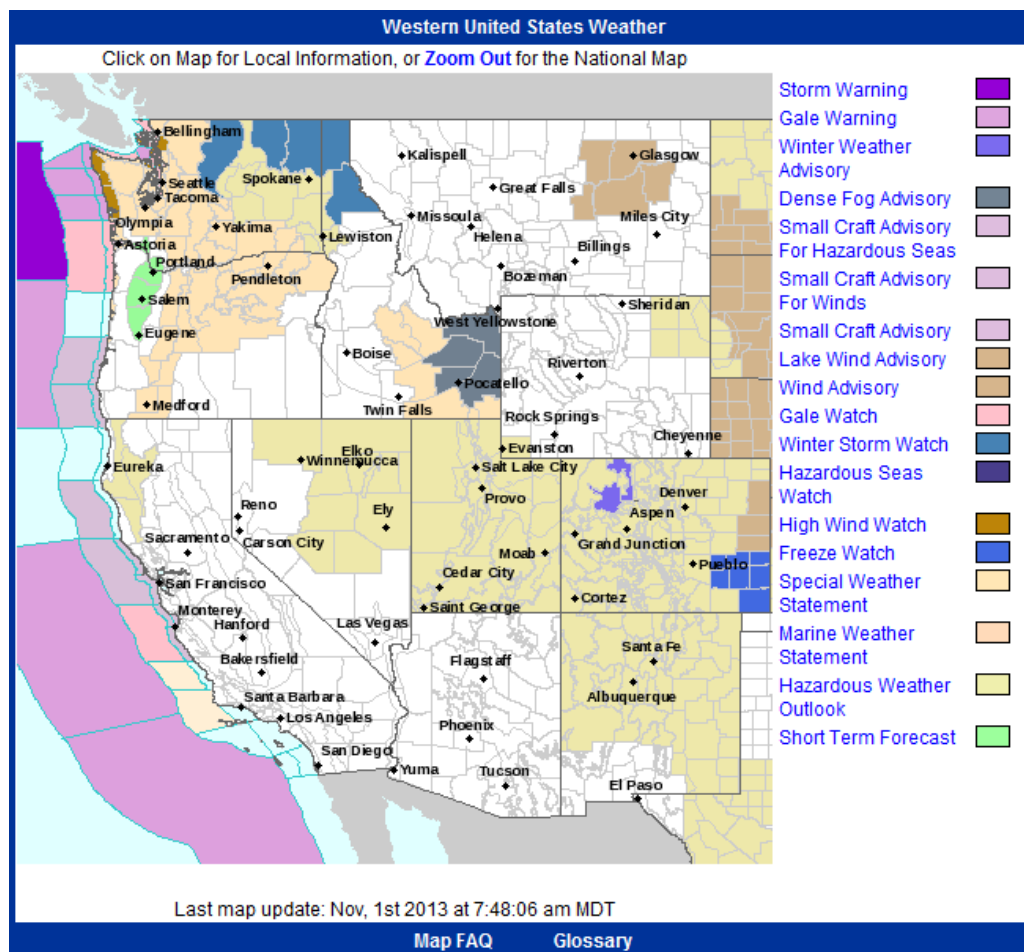 Western United States Weather
Click on Map for Local Information, or Zoom Out for the National Map
Bellingham
Seattle
Tacoma
Olympia
Spokane
Yakima
Astoria
Portland
Pendleton
Lewiston
Salem
Eugene
Medford
Kalispell
Glasgow
Great Falls
Missoula
Helena
Miles City
Billings
Bozeman
West Yellowstone
Sheridan
Boise
Pocatello
Twin Falls
Riverton
Rock Springs
Evanston
Cheyenne
Eureka
Winnemucca
Elko
Salt Lake City
Provo
Reno
Ely
Carson City
Sacramento
San Francisco
Monterey
Hanford
Bakersfield
Santa Barbara
Los Angeles
San Diego
Las Vegas
Cedar City
Saint George
Moab
Denver
Aspen
Grand Junction
Pueblo
Cortez
Flagstaff
Phoenix
Yuma
Tucson
Santa Fe
Albuquerque
El Paso
Storm Warning
Gale Warning
Winter Weather
Advisory
Dense Fog Advisory
Small Craft Advisory
For Hazardous Seas
Small Craft Advisory
For Winds
Small Craft Advisory
Lake Wind Advisory
Wind Advisory
Gale Watch
Winter Storm Watch
Hazardous Seas
Watch
High Wind Watch
Freeze Watch
Special Weather
Statement
Marine Weather
Statement
Hazardous Weather
Outlook
Short Term Forecast
Last map update: Nov, 1st 2013 at 7:48:06 am MDT
Map FAQ
Glossary